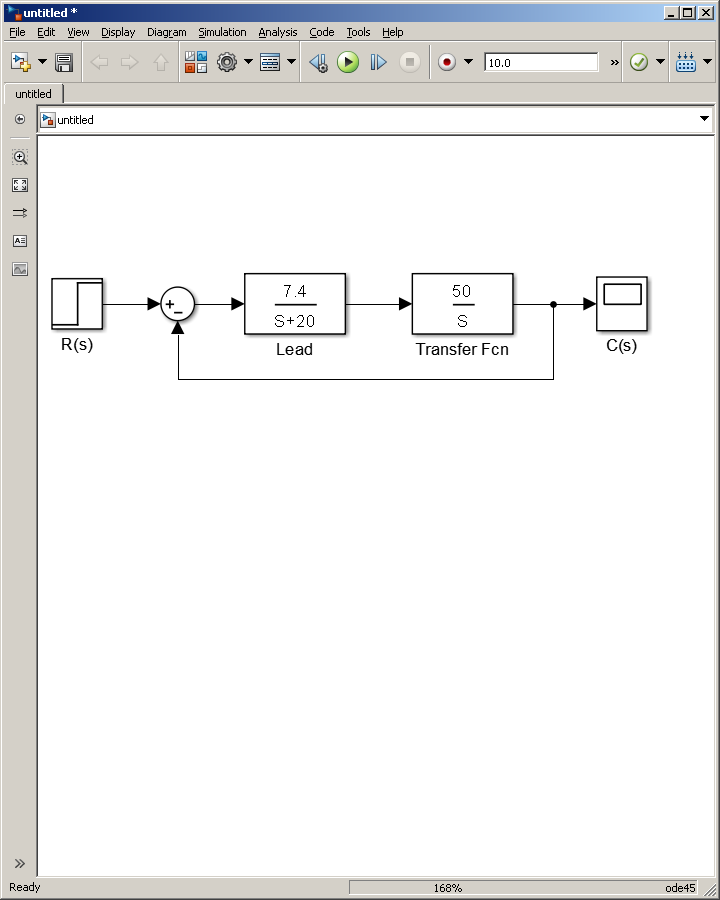 untitled *
File Edit View Display Diagram Simulation Analysis Code Tools Help
10.0 »
untitled
untitled
R(s)
+
−
7.4
S+20
Lead
50
S
Transfer Fcn
C(s)
»
Ready 168% ode45